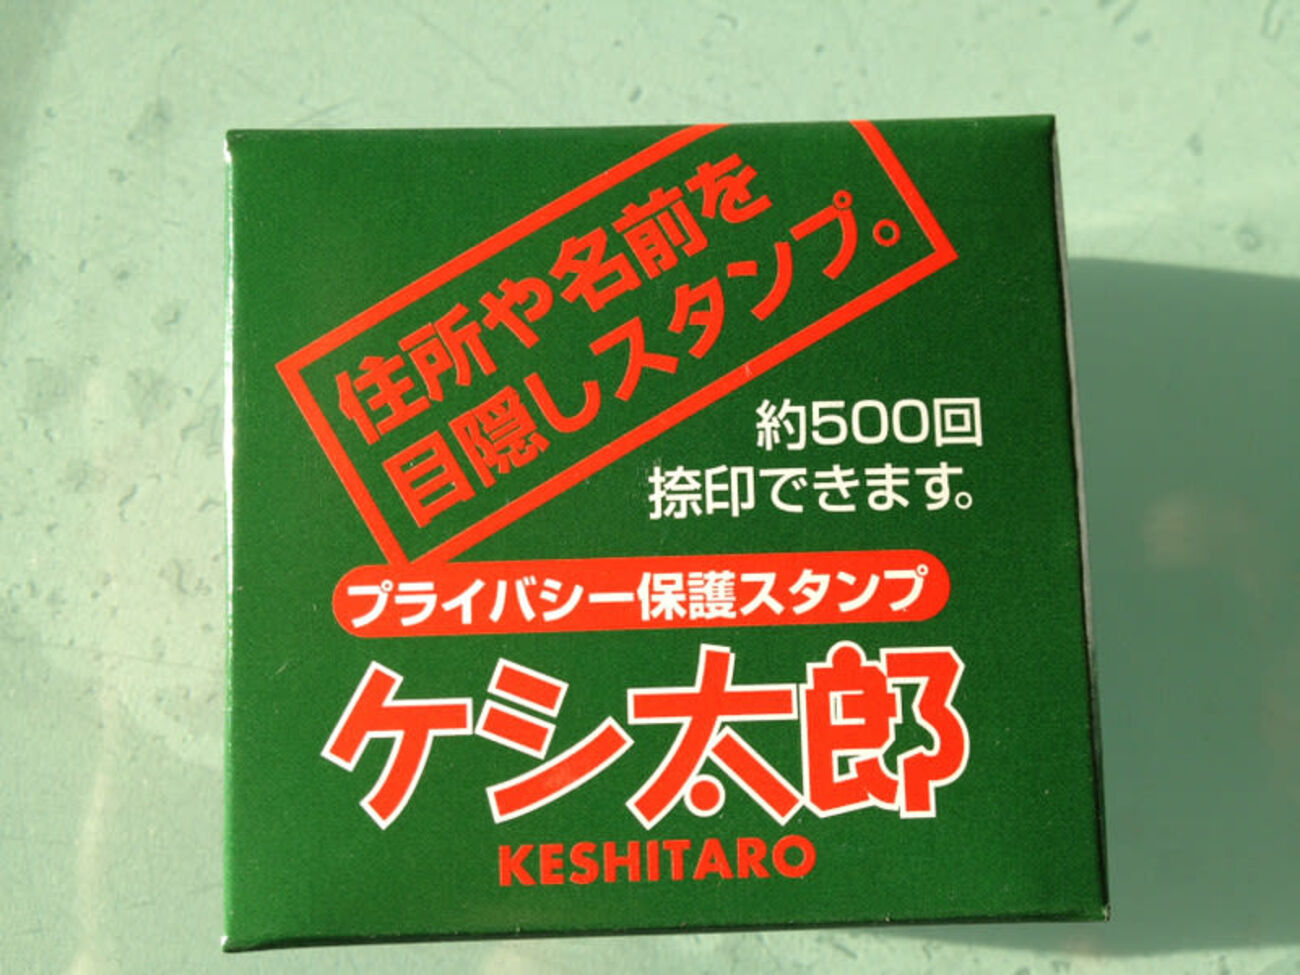 住所や名前を
目隠しスタンプ。
約500回
捺印できます。
プライバシー保護スタンプ
ケシ太郎
KESHITARO